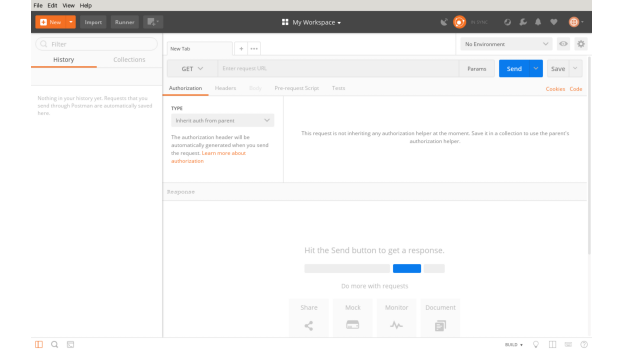 File Edit View Help
New Import Runner My Workspace IN SYNC
Filter
History Collections
Nothing in your history yet. Requests that you
send through Postman are automatically saved
here.
New Tab
No Environment
GET Enter request URL Params Send Save
Authorization Headers Body Pre-request Script Tests Cookies Code
TYPE
Inherit auth from parent
The authorization header will be
automatically generated when you send
the request. Learn more about
authorization
This request is not inheriting any authorization helper at the moment. Save it in a collection to use the parent's
authorization helper.
Response
Hit the Send button to get a response.
Do more with requests
Share Mock Monitor Document
BUILD